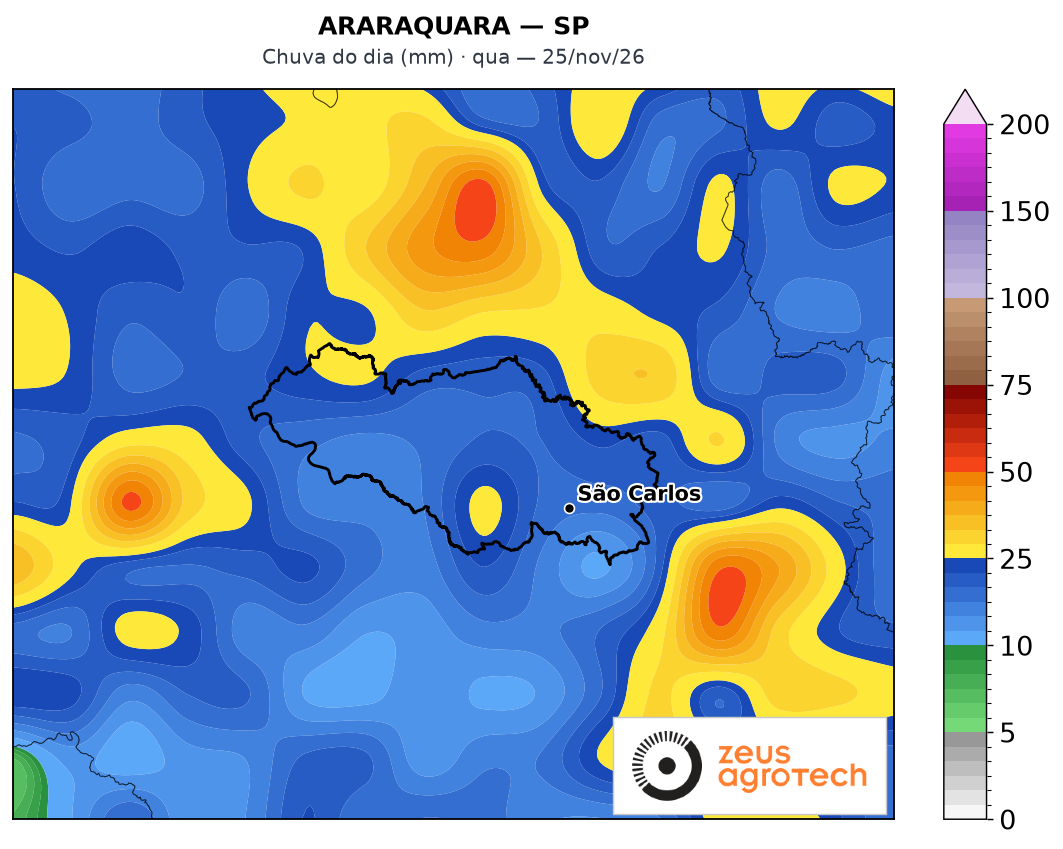 ARARAQUARA — SP
Chuva do dia (mm) · qua — 25/nov/26
200
150
100
75
50
25
10
5
0
São Carlos
zeus
agrotech